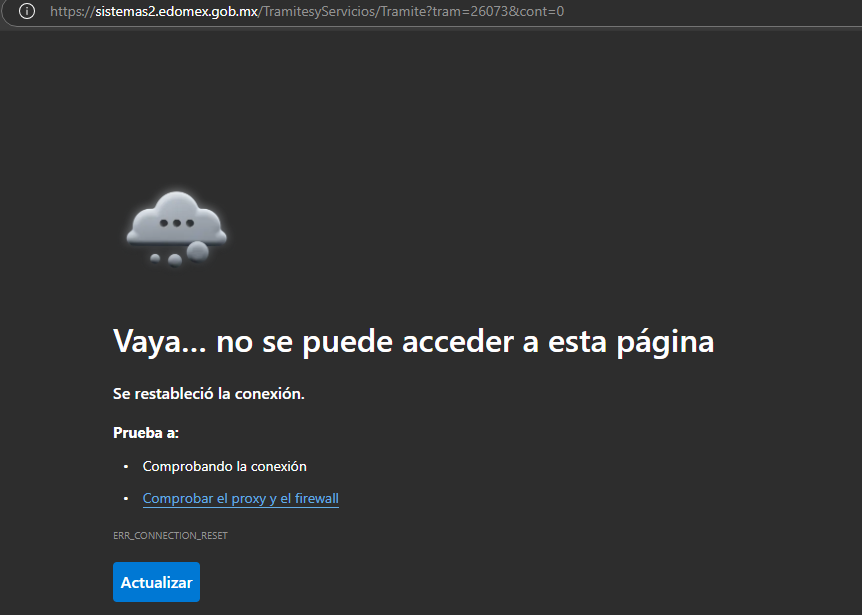 https://sistemas2.edomex.gob.mx/TramitesyServicios/Tramite?tram=26073&cont=0
Vaya... no se puede acceder a esta página
Se restableció la conexión.
Prueba a:
• Comprobando la conexión
• Comprobar el proxy y el firewall
ERR_CONNECTION_RESET
Actualizar